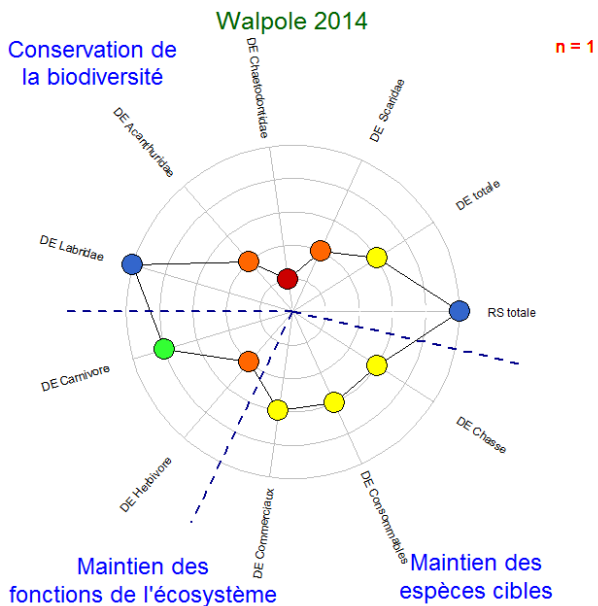 Walpole 2014
Conservation de
la biodiversité
n = 1
DE Chaetodontidae
DE Scaridae
DE Acanthuridae
DE totale
DE Labridae
RS totale
DE Carnivore
DE Chasse
DE Herbivore
DE Commerciaux
DE Consommables
Maintien des
fonctions de l'écosystème
Maintien des
espèces cibles